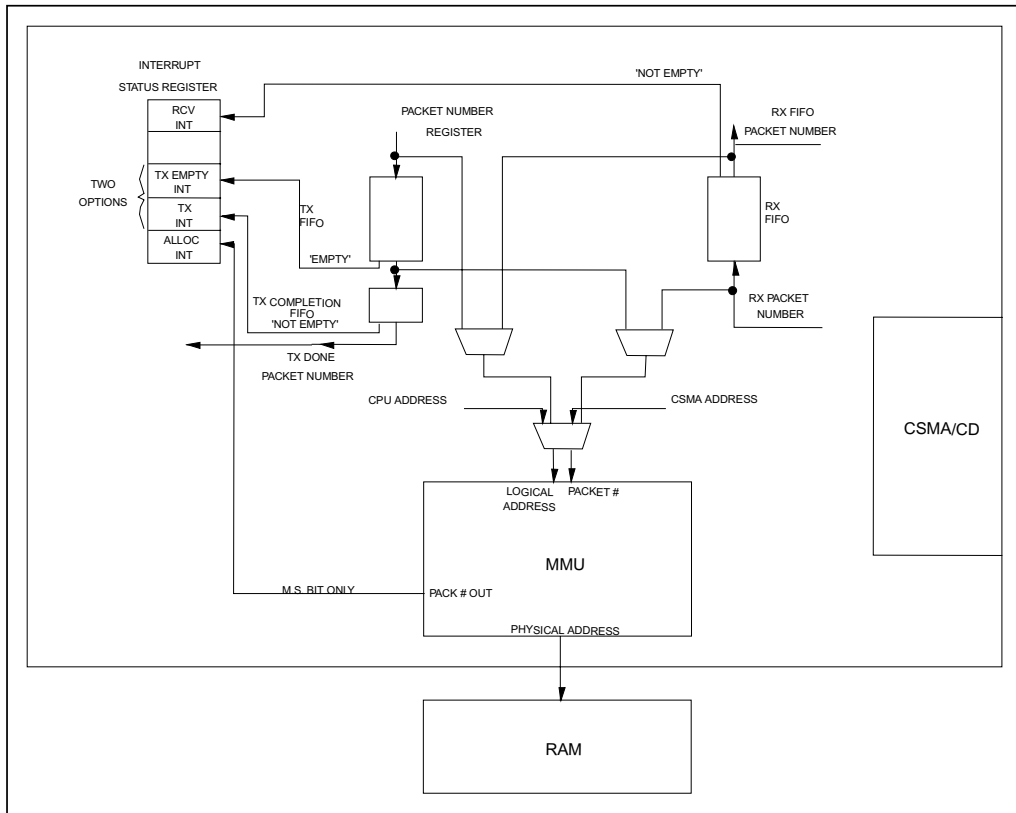 INTERRUPT
STATUS REGISTER
RCV
INT
TX EMPTY
INT
TX
INT
ALLOC
INT
TWO
OPTIONS
'NOT EMPTY'
PACKET NUMBER
REGISTER
RX FIFO
PACKET NUMBER
TX
FIFO
RX
FIFO
'EMPTY'
TX COMPLETION
FIFO
'NOT EMPTY'
RX PACKET
NUMBER
TX DONE
PACKET NUMBER
CPU ADDRESS
CSMA ADDRESS
CSMA/CD
LOGICAL
ADDRESS
PACKET #
MMU
M.S. BIT ONLY
PACK # OUT
PHYSICAL ADDRESS
RAM